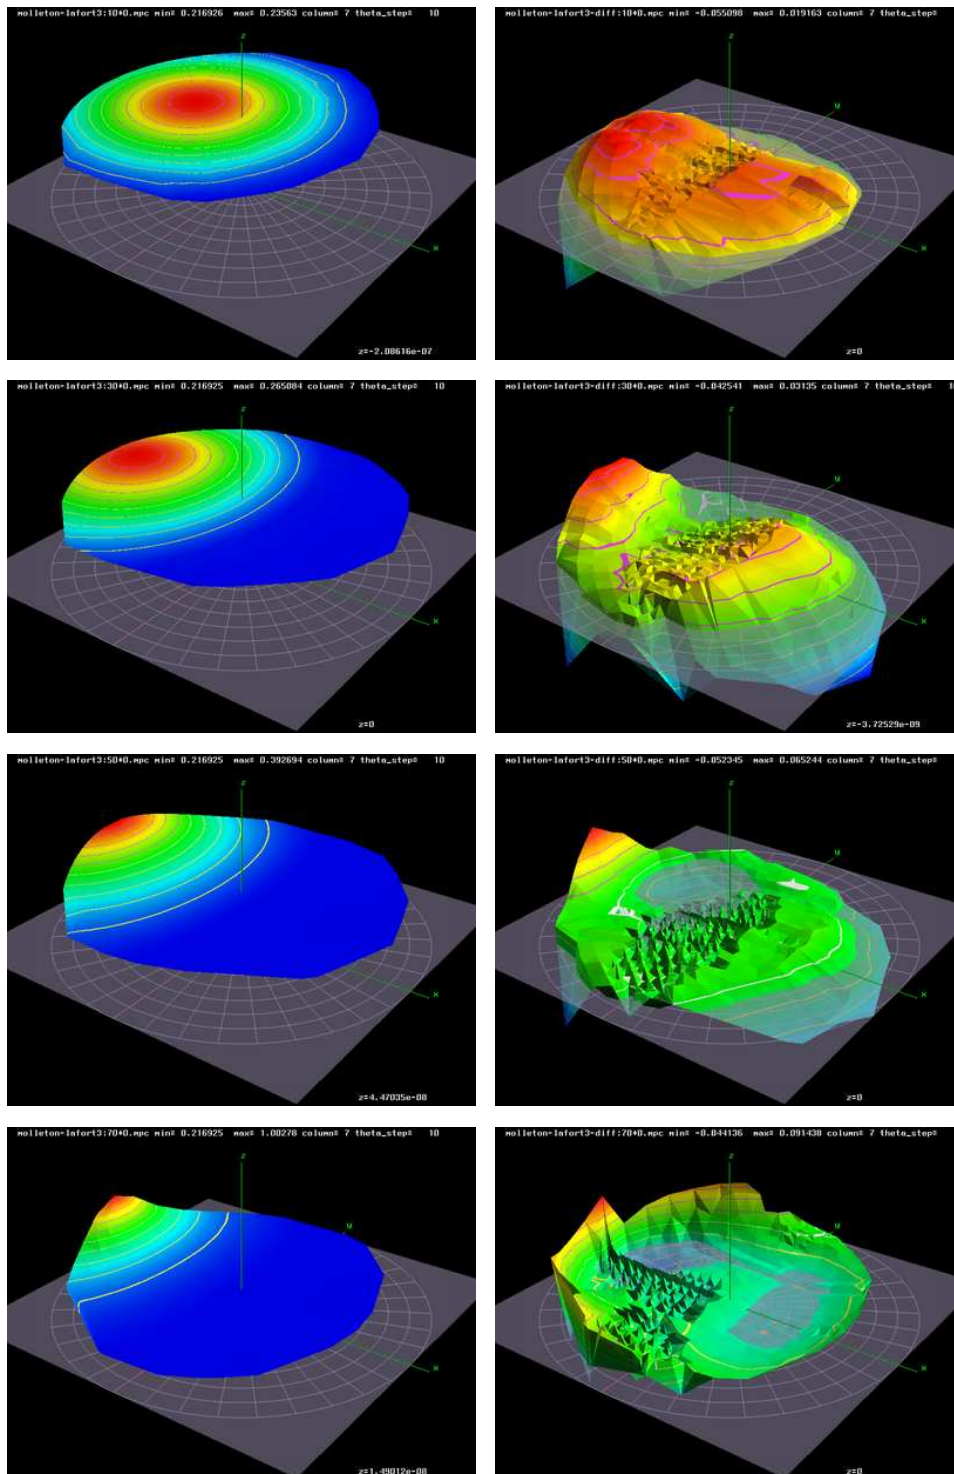 molleton-lafort3:10*0.mpc min= 0.216926 max= 0.23563 column= 7 theta_step= 10
z
x
z=-2.08616e-07
molleton-lafort3-diff:10*0.mpc min= -0.055098 max= 0.019163 column= 7 theta_step= 10
z
y
x
z=0
molleton-lafort3:30*0.mpc min= 0.216925 max= 0.265084 column= 7 theta_step= 10
z
x
z=0
molleton-lafort3-diff:30*0.mpc min= -0.042541 max= 0.03135 column= 7 theta_step=
z
y
x
z=-3.72529e-09
molleton-lafort3:50*0.mpc min= 0.216925 max= 0.392694 column= 7 theta_step= 10
z
x
z=4.47035e-08
molleton-lafort3-diff:50*0.mpc min= -0.052345 max= 0.065244 column= 7 theta_step=
z
y
x
z=0
molleton-lafort3:70*0.mpc min= 0.216925 max= 1.00278 column= 7 theta_step= 10
z
y
x
z=1.49012e-08
molleton-lafort3-diff:70*0.mpc min= -0.044136 max= 0.091438 column= 7 theta_step=
z
y
x
z=0